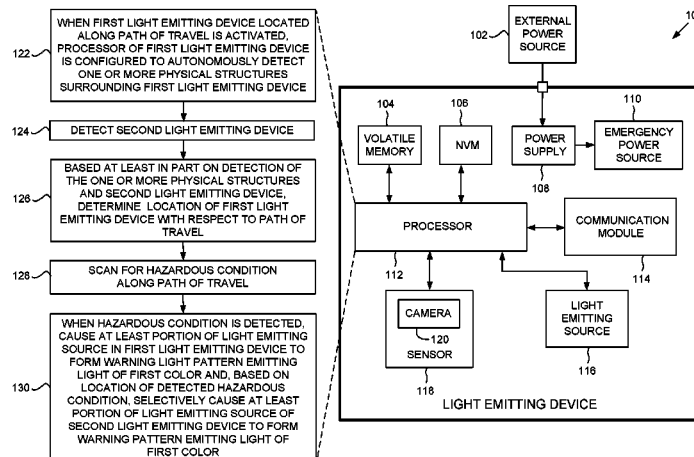 122
WHEN FIRST LIGHT EMITTING DEVICE LOCATED
ALONG PATH OF TRAVEL IS ACTIVATED,
PROCESSOR OF FIRST LIGHT EMITTING DEVICE
IS CONFIGURED TO AUTONOMOUSLY DETECT
ONE OR MORE PHYSICAL STRUCTURES
SURROUNDING FIRST LIGHT EMITTING DEVICE
124
DETECT SECOND LIGHT EMITTING DEVICE
126
BASED AT LEAST IN PART ON DETECTION OF
THE ONE OR MORE PHYSICAL STRUCTURES
AND SECOND LIGHT EMITTING DEVICE,
DETERMINE LOCATION OF FIRST LIGHT
EMITTING DEVICE WITH RESPECT TO PATH OF
TRAVEL
128
SCAN FOR HAZARDOUS CONDITION
ALONG PATH OF TRAVEL
130
WHEN HAZARDOUS CONDITION IS DETECTED,
CAUSE AT LEAST PORTION OF LIGHT EMITTING
SOURCE IN FIRST LIGHT EMITTING DEVICE TO
FORM WARNING LIGHT PATTERN EMITTING
LIGHT OF FIRST COLOR AND, BASED ON
LOCATION OF DETECTED HAZARDOUS
CONDITION, SELECTIVELY CAUSE AT LEAST
PORTION OF LIGHT EMITTING SOURCE OF
SECOND LIGHT EMITTING DEVICE TO FORM
WARNING PATTERN EMITTING LIGHT OF
FIRST COLOR
102
EXTERNAL
POWER
SOURCE
104
VOLATILE
MEMORY
106
NVM
POWER
SUPPLY
108
110
EMERGENCY
POWER
SOURCE
PROCESSOR
112
COMMUNICATION
MODULE
114
CAMERA
120
SENSOR
118
LIGHT
EMITTING
SOURCE
116
LIGHT EMITTING DEVICE